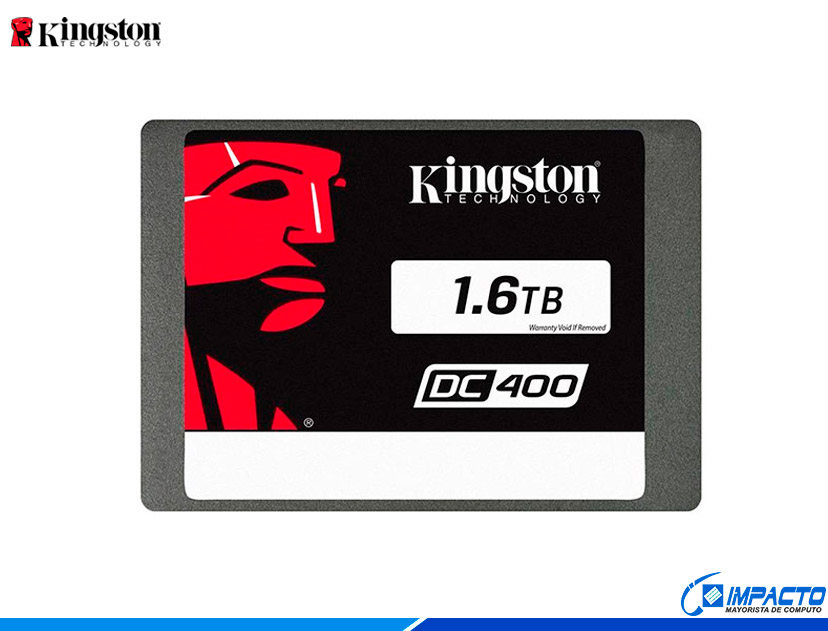 Kingston
TECHNOLOGY
Kingston®
TECHNOLOGY
1.6TB
Warranty Void If Removed
DC400
®
IMPACTO
MAYORISTA DE COMPUTO